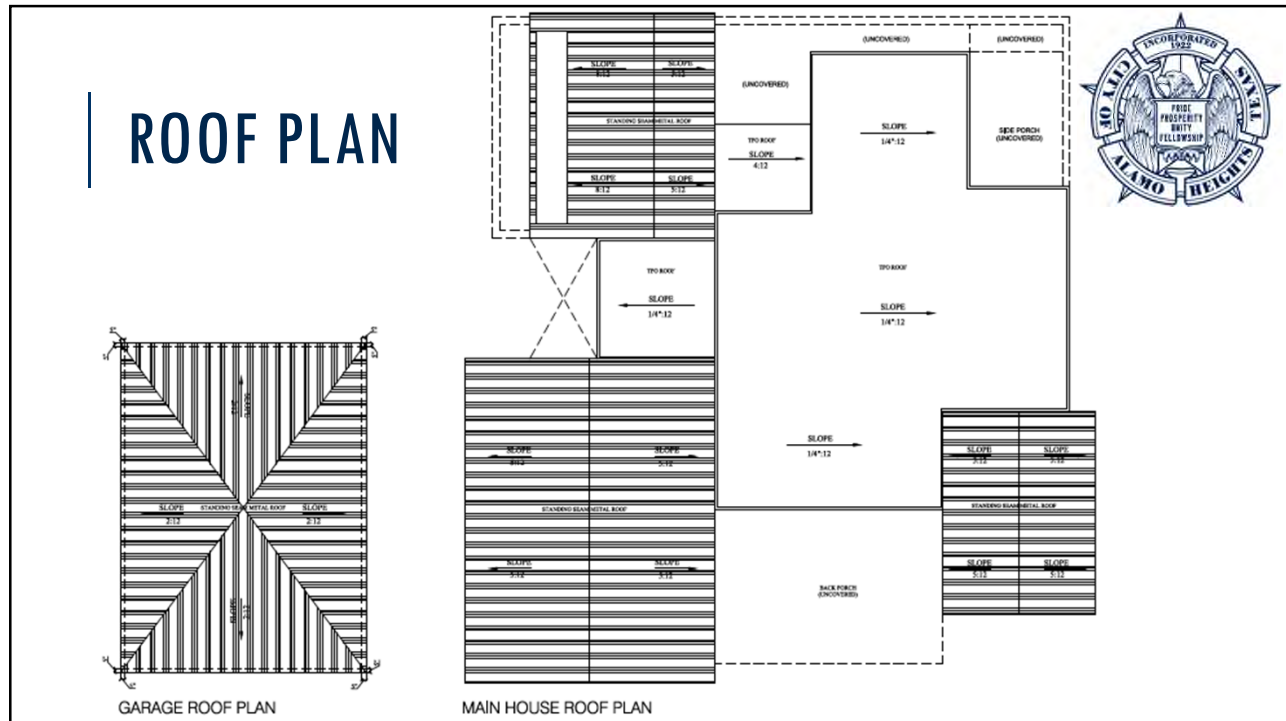 ROOF PLAN
INCORPORATED
1922
CITY OF
TEXAS
ALAMO
HEIGHTS
PRIDE
PROSPERITY
UNITY
FELLOWSHIP
(UNCOVERED)
(UNCOVERED)
(UNCOVERED)
SIDE PORCH
(UNCOVERED)
SLOPE
SLOPE
STANDING SEAM METAL ROOF
SLOPE
8:12
SLOPE
5:12
TPO ROOF
SLOPE
4:12
SLOPE
1/4":12
TPO ROOF
SLOPE
1/4":12
TPO ROOF
SLOPE
1/4":12
SLOPE
1/4":12
SLOPE
SLOPE
5:12
STANDING SEAM METAL ROOF
SLOPE
5:12
SLOPE
5:12
BACK PORCH
(UNCOVERED)
SLOPE
5:12
SLOPE
5:12
STANDING SEAM METAL ROOF
SLOPE
5:12
SLOPE
5:12
SLOPE
2:12
SLOPE
2:12
STANDING SEAM METAL ROOF
SLOPE
2:12
SLOPE
2:12
GARAGE ROOF PLAN
MAIN HOUSE ROOF PLAN